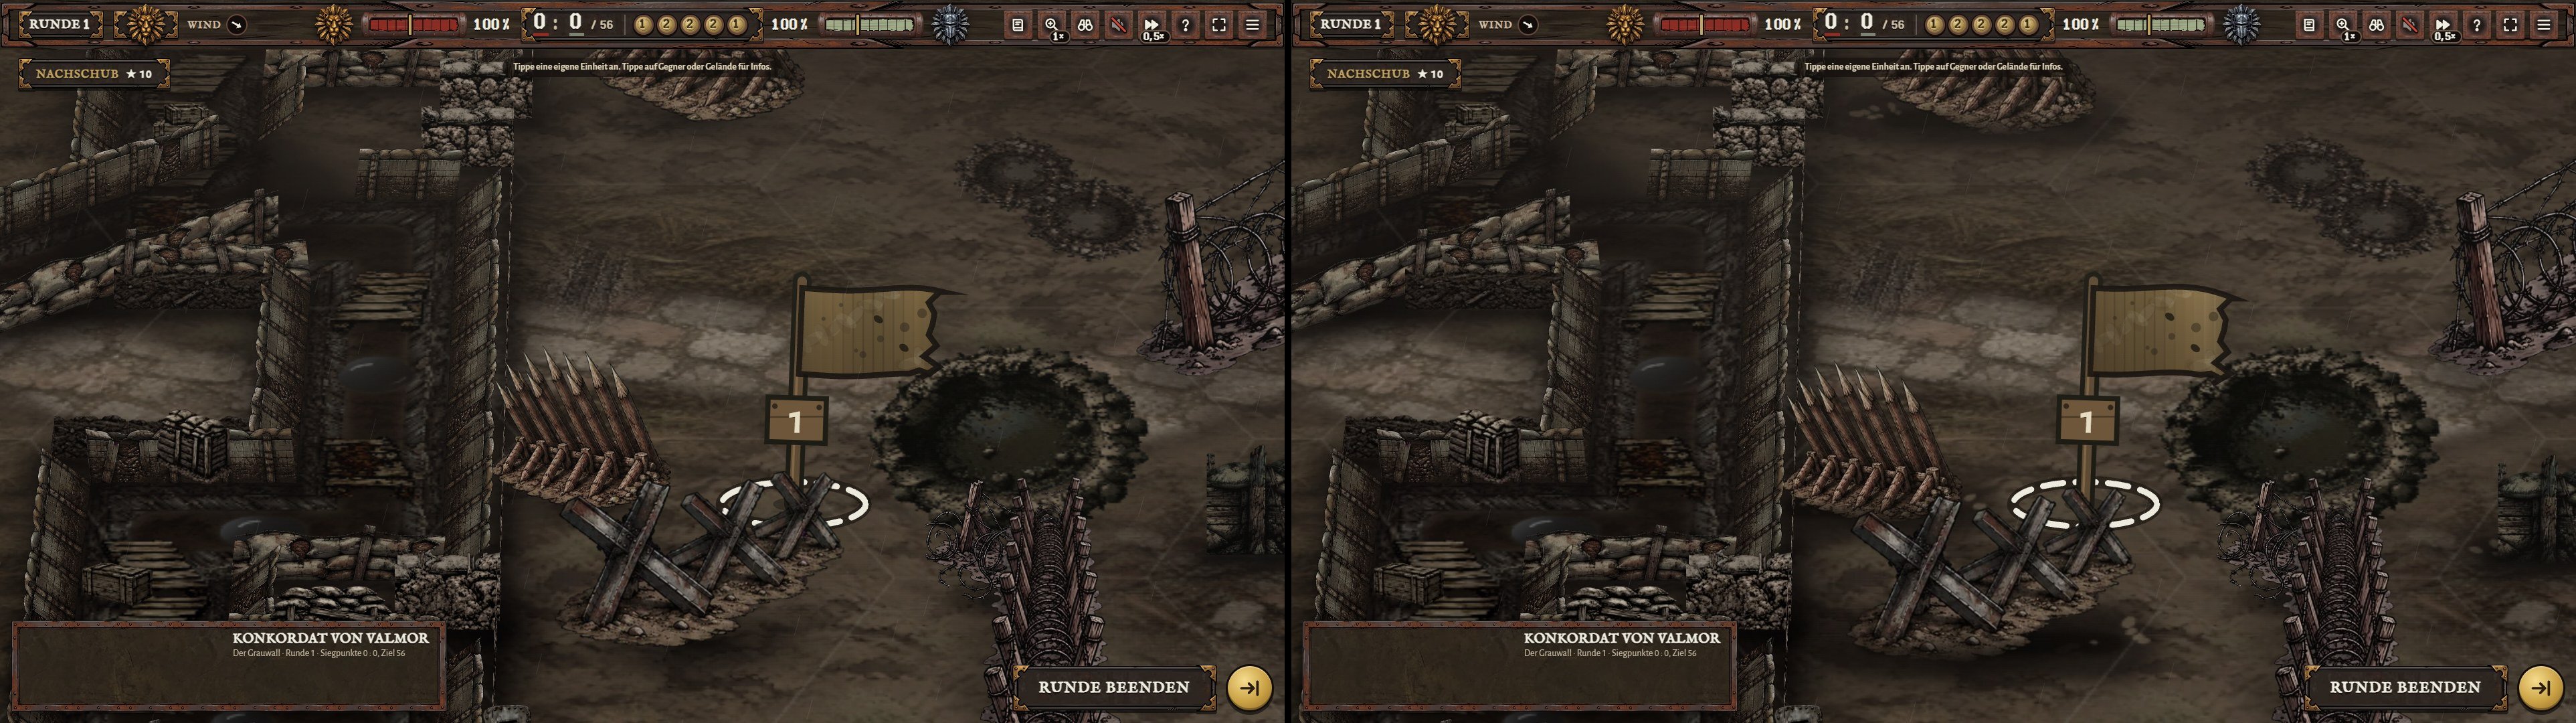 RUNDE 1 WIND 100 % 0 : 0 / 56 1 2 2 2 1 100 % 1x 0,5x ?
NACHSCHUB ★ 10
Tippe eine eigene Einheit an. Tippe auf Gegner oder Gelände für Infos.
1
KONKORDAT VON VALMOR
Der Grauwall · Runde 1 · Siegpunkte 0 : 0, Ziel 56
RUNDE BEENDEN
RUNDE 1 WIND 100 % 0 : 0 / 56 1 2 2 2 1 100 % 1x 0,5x ?
NACHSCHUB ★ 10
Tippe eine eigene Einheit an. Tippe auf Gegner oder Gelände für Infos.
1
KONKORDAT VON VALMOR
Der Grauwall · Runde 1 · Siegpunkte 0 : 0, Ziel 56
RUNDE BEENDEN